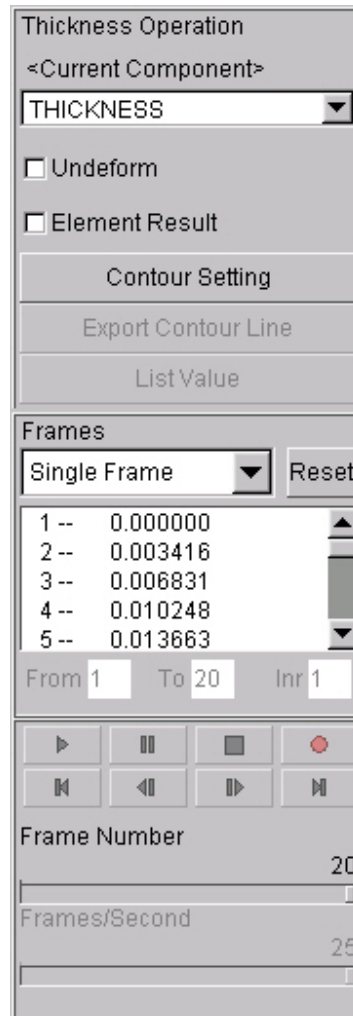 Thickness Operation
<Current Component>
THICKNESS
Undeform
Element Result
Contour Setting
Export Contour Line
List Value
Frames
Single Frame Reset
1 -- 0.000000
2 -- 0.003416
3 -- 0.006831
4 -- 0.010248
5 -- 0.013663
From 1 To 20 Inr 1
Frame Number
20
Frames/Second
25